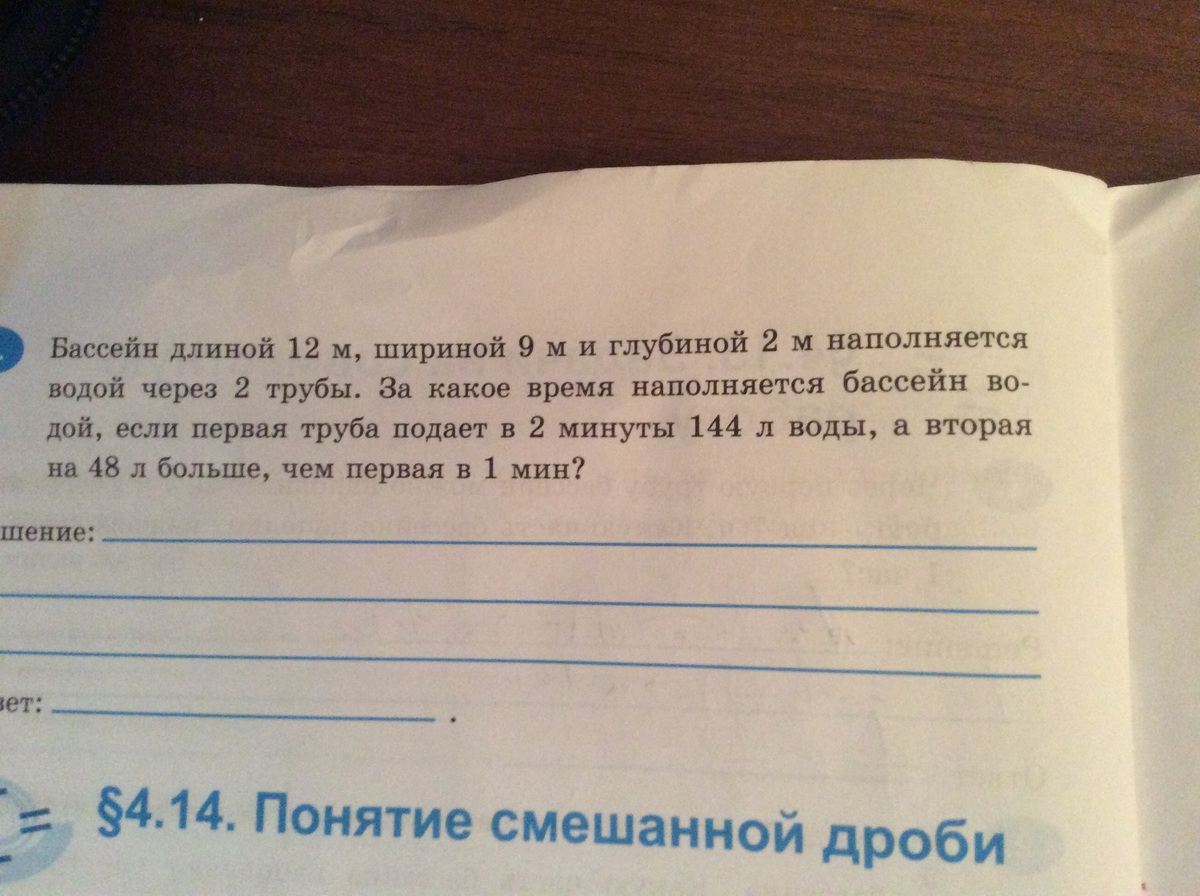 Бассейн длиной 12 м, шириной 9 м и глубиной 2 м наполняется
водой через 2 трубы. За какое время наполняется бассейн во-
дой, если первая труба подает в 2 минуты 144 л воды, а вторая
на 48 л больше, чем первая в 1 мин?
шение:
вет:
.
§4.14. Понятие смешанной дроби